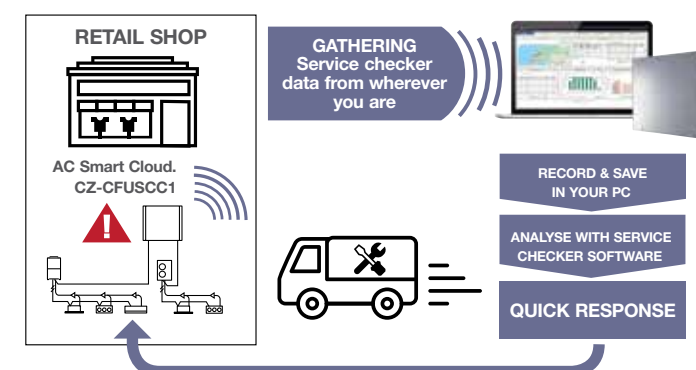 RETAIL SHOP
AC Smart Cloud.
CZ-CFUSCC1
GATHERING
Service checker
data from wherever
you are
RECORD & SAVE
IN YOUR PC
ANALYSE WITH SERVICE
CHECKER SOFTWARE
QUICK RESPONSE